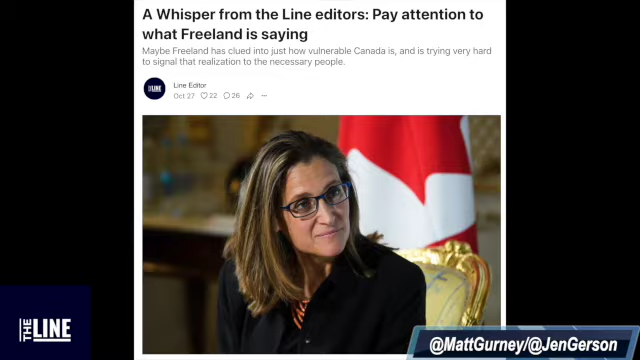 A Whisper from the Line editors: Pay attention to
what Freeland is saying
Maybe Freeland has clued into just how vulnerable Canada is, and is trying very hard
to signal that realization to the necessary people.
THE LINE
Line Editor
Oct 27 22 26
THE LINE
@MattGurney/@JenGerson